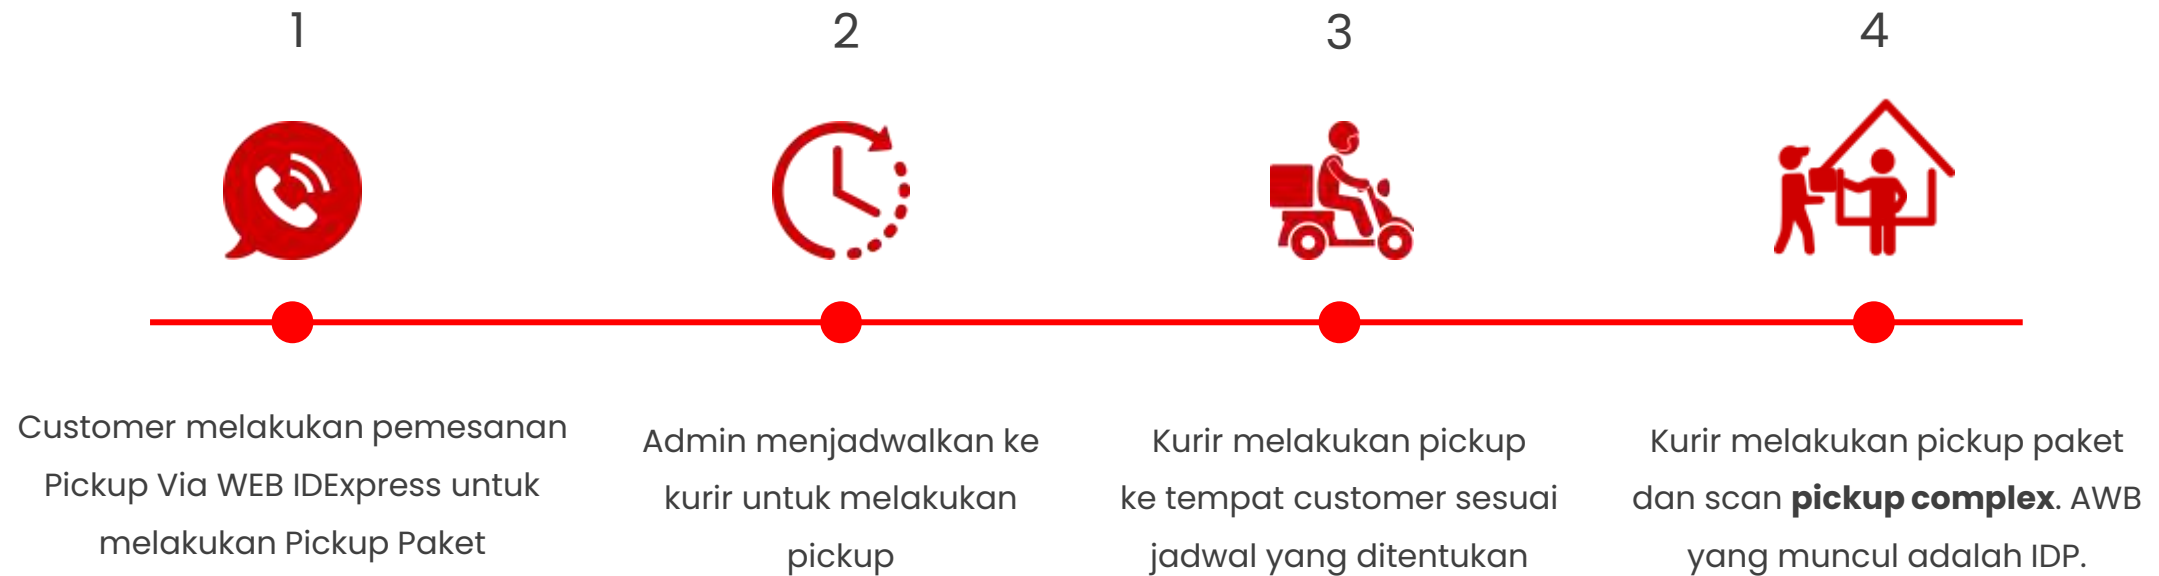 1
Customer melakukan pemesanan
Pickup Via WEB IDExpress untuk
melakukan Pickup Paket
2
Admin menjadwalkan ke
kurir untuk melakukan
pickup
3
Kurir melakukan pickup
ke tempat customer sesuai
jadwal yang ditentukan
4
Kurir melakukan pickup paket
dan scan pickup complex. AWB
yang muncul adalah IDP.